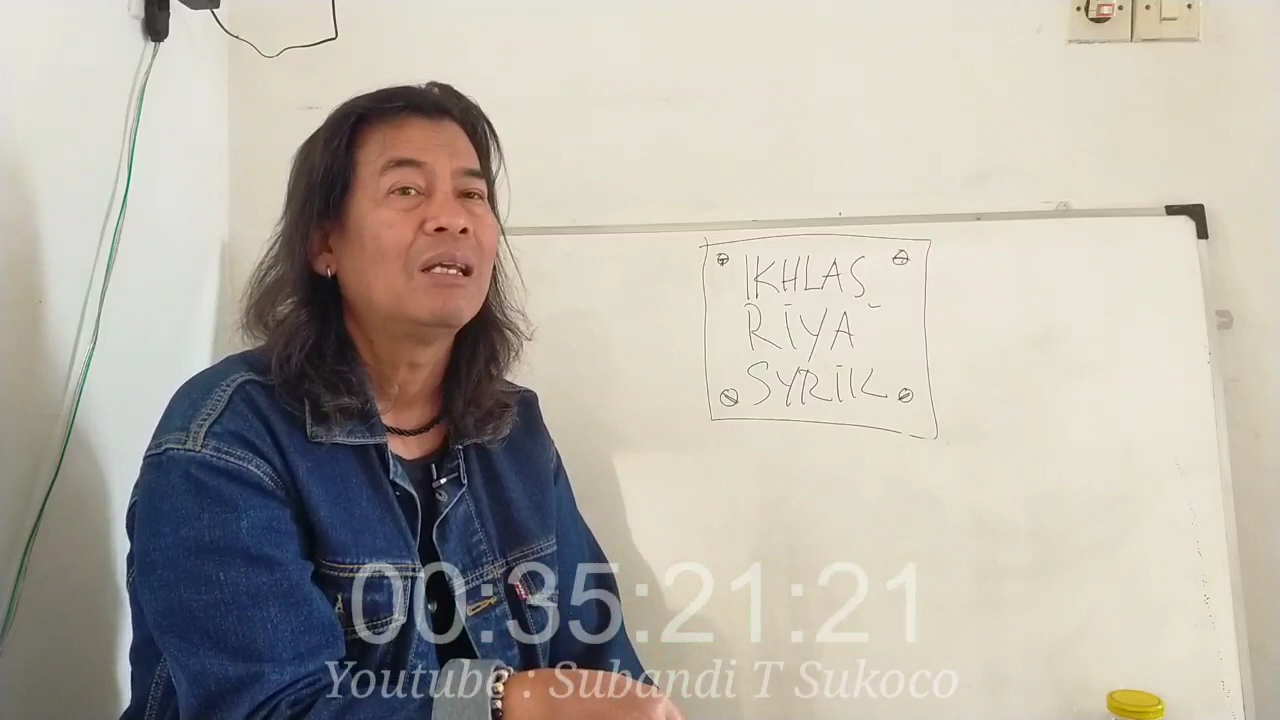 IKHLAS
RIYA
SYRIK
00:35:21:21
Youtube : Subandi T Sukoco